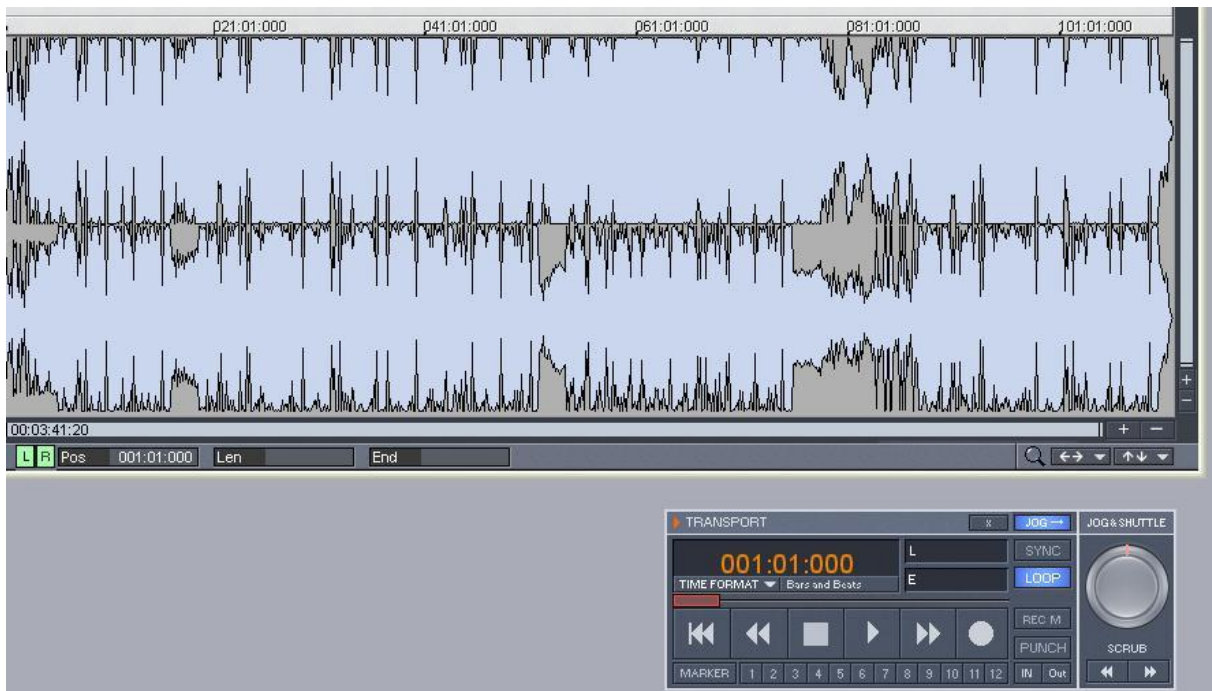 021:01:000 041:01:000 061:01:000 081:01:000 101:01:000
00:03:41:20
L R Pos 001:01:000 Len End
TRANSPORT x JOG JOG & SHUTTLE
001:01:000 L SYNC
TIME FORMAT Bars and Beats E LOOP
REC M
PUNCH SCRUB
MARKER 1 2 3 4 5 6 7 8 9 10 11 12 IN Out